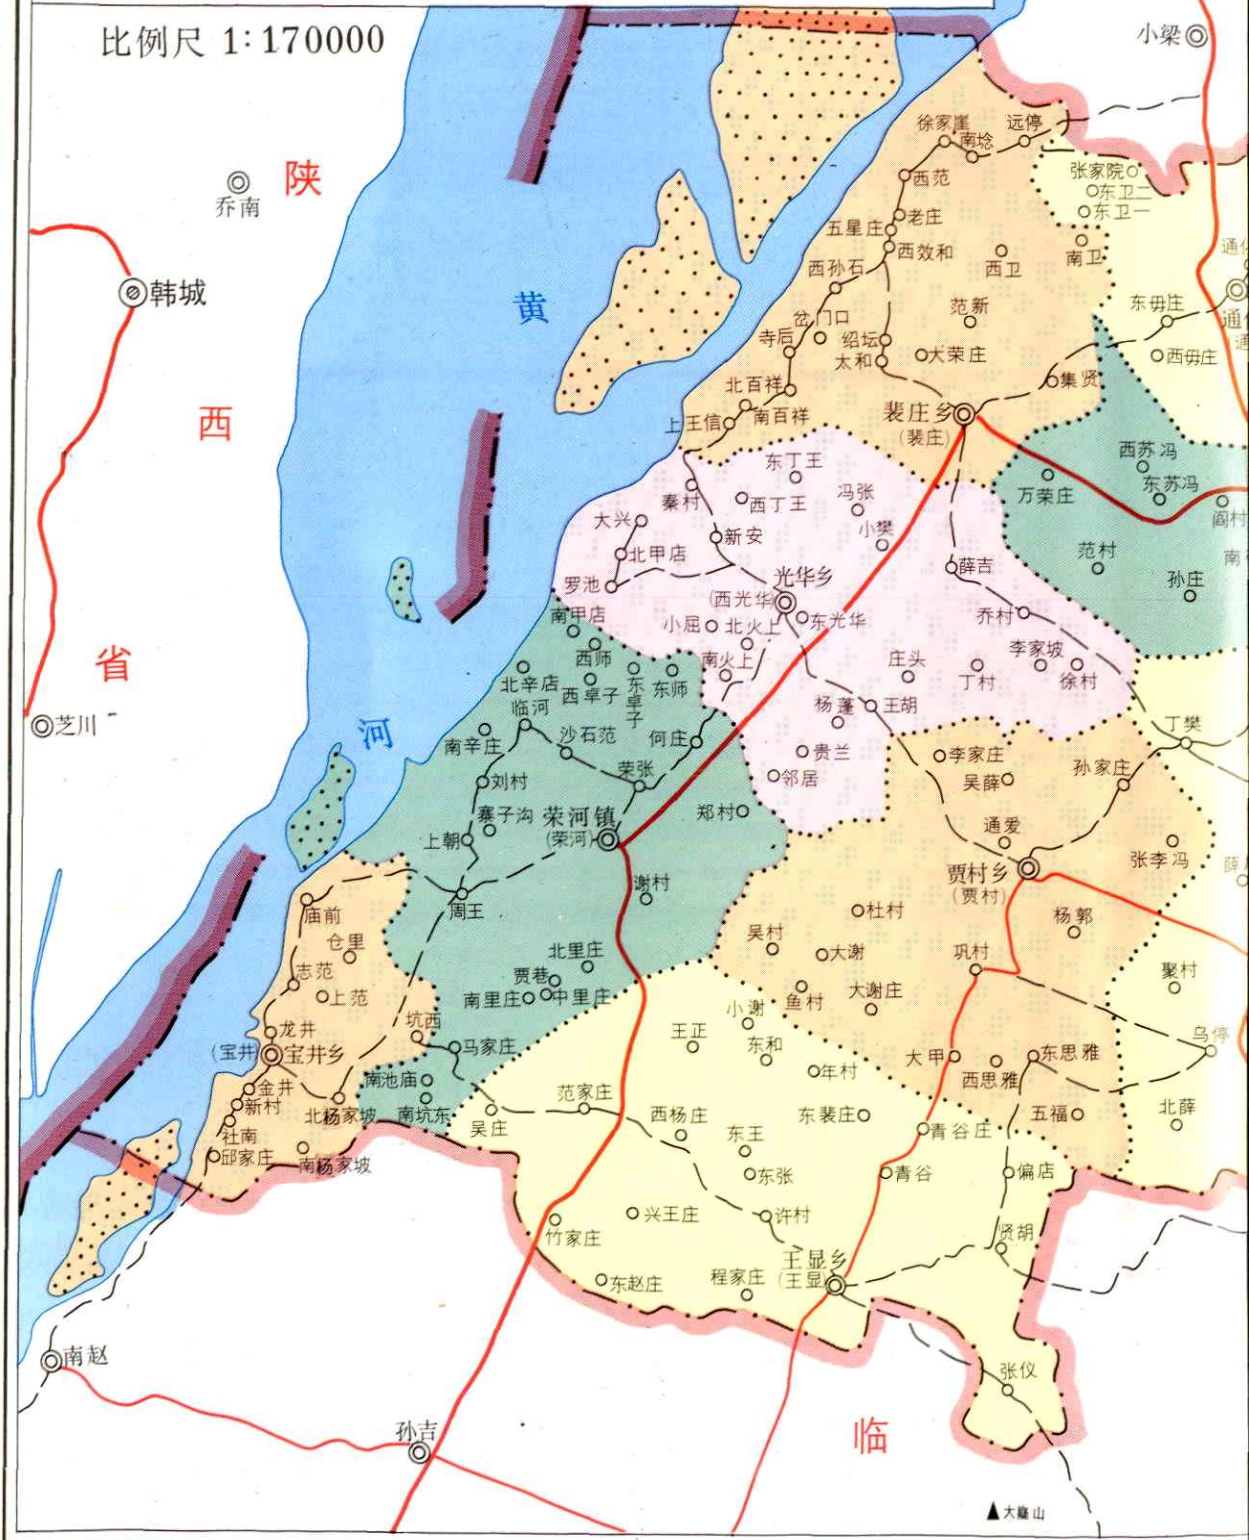 比例尺 1:170000
小梁
陕
西
省
乔南
韩城
芝川
黄
河
徐家崖
南埝
远停
张家院
东卫二
东卫一
西范
老庄
五星庄
西效和
西卫
南卫
西孙石
岔门口
范新
东毋庄
西毋庄
寺后
绍坛
太和
大荣庄
集贤
北百祥
南百祥
上王信
裴庄乡
(裴庄)
东丁王
西丁王
冯张
小樊
秦村
大兴
新安
北甲店
罗池
光华乡
(西光华)
东光华
薛吉
乔村
万荣庄
西苏冯
东苏冯
阎村
范村
孙庄
南甲店
小屈
北火上
南火上
西师
北辛店
西卓子
东卓子
东师
庄头
丁村
李家坡
徐村
临河
南辛庄
沙石范
何庄
杨蓬
王胡
丁樊
贵兰
邻居
李家庄
吴薛
孙家庄
刘村
荣张
寨子沟
荣河镇
(荣河)
郑村
上朝
通爱
贾村乡
(贾村)
张李冯
谢村
周王
庙前
仓里
志范
上范
杜村
杨郭
吴村
大谢
巩村
聚村
北里庄
贾巷
南里庄
中里庄
鱼村
大谢庄
龙井
(宝井)
宝井乡
坑西
马家庄
小谢
王正
东和
年村
大甲
西思雅
东思雅
乌停
金井
新村
北杨家坡
南池庙
南坑东
范家庄
吴庄
西杨庄
东裴庄
五福
北薛
社南
邱家庄
南杨家坡
东王
东张
青谷庄
青谷
偏店
竹家庄
兴王庄
许村
贤胡
东赵庄
程家庄
王显乡
(王显)
张仪
南赵
孙吉
临